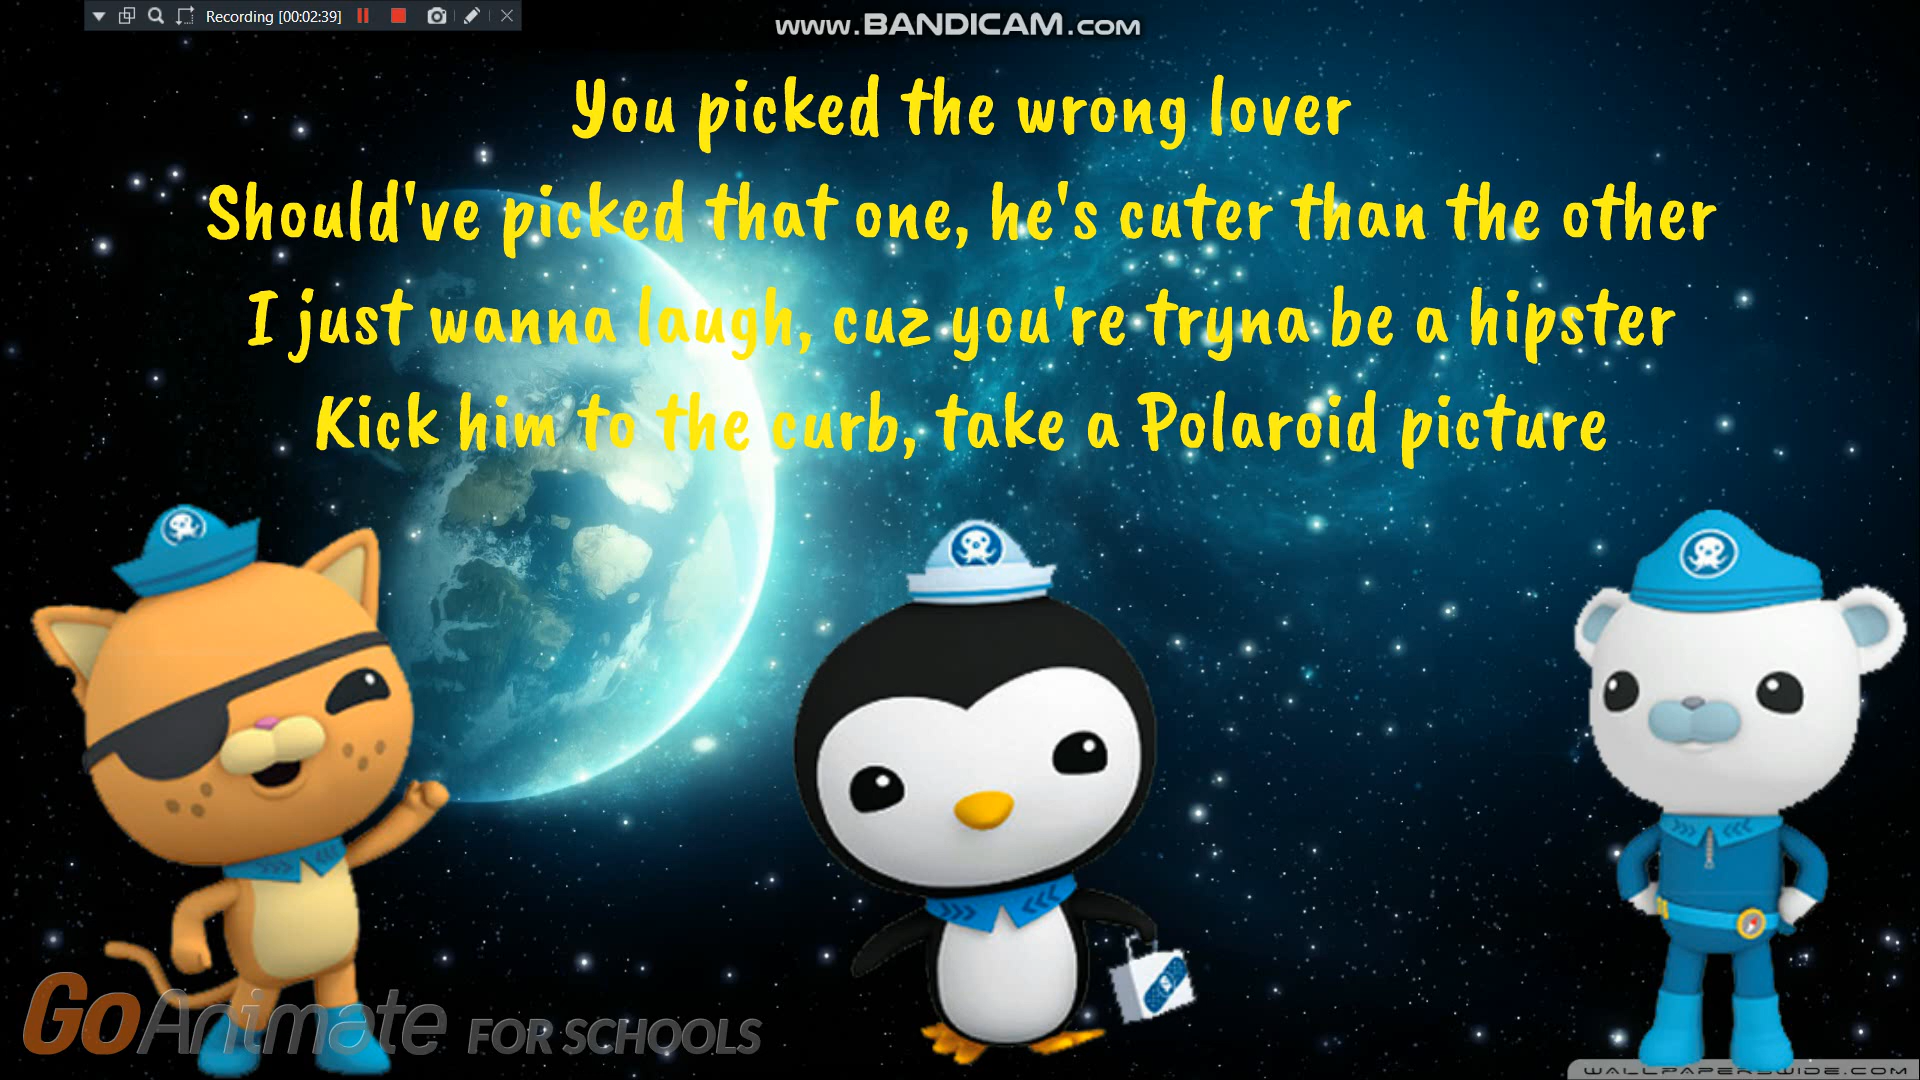 Recording [00:02:39]
www.BANDICAM.com
You picked the wrong lover
Should've picked that one, he's cuter than the other
I just wanna laugh, cuz you're tryna be a hipster
Kick him to the curb, take a Polaroid picture
GoAnimate FOR SCHOOLS
WALLPAPERSWIDE.COM